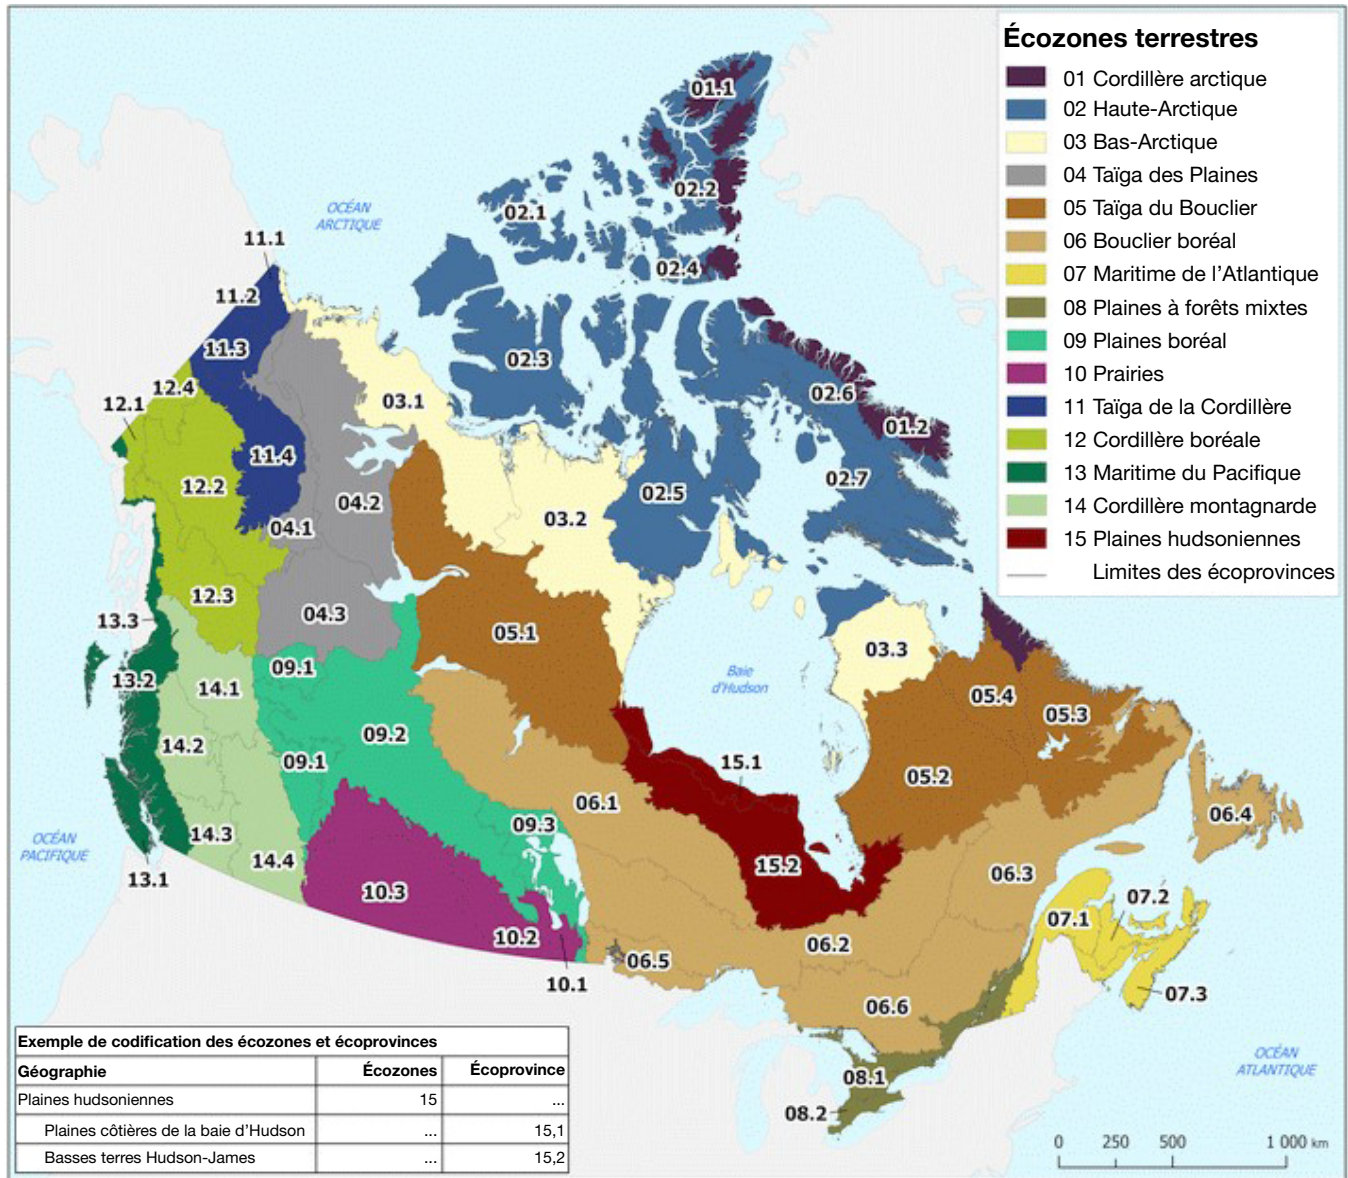 Écozones terrestres
01 Cordillère arctique
02 Haute-Arctique
03 Bas-Arctique
04 Taïga des Plaines
05 Taïga du Bouclier
06 Bouclier boréal
07 Maritime de l'Atlantique
08 Plaines à forêts mixtes
09 Plaines boréal
10 Prairies
11 Taïga de la Cordillère
12 Cordillère boréale
13 Maritime du Pacifique
14 Cordillère montagnarde
15 Plaines hudsoniennes
Limites des écoprovinces
01.1
02.2
02.1
OCÉAN
ARCTIQUE
11.1
02.4
11.2
11.3
02.3
12.4
02.6
12.1
03.1
01.2
11.4
02.7
12.2
02.5
04.2
03.2
04.1
12.3
04.3
13.3
05.1
03.3
09.1
Baie
d'Hudson
13.2
14.1
05.4
05.3
09.2
14.2
09.1
15.1
05.2
06.1
06.4
09.3
14.3
OCÉAN
PACIFIQUE
14.4
15.2
06.3
13.1
10.3
07.2
07.1
10.2
06.2
06.5
10.1
07.3
06.6
08.1
08.2
OCÉAN
ATLANTIQUE
0 250 500 1 000 km
Exemple de codification des écozones et écoprovinces
Géographie Écozones Écoprovince
Plaines hudsoniennes 15 ...
Plaines côtières de la baie d'Hudson ... 15,1
Basses terres Hudson-James ... 15,2